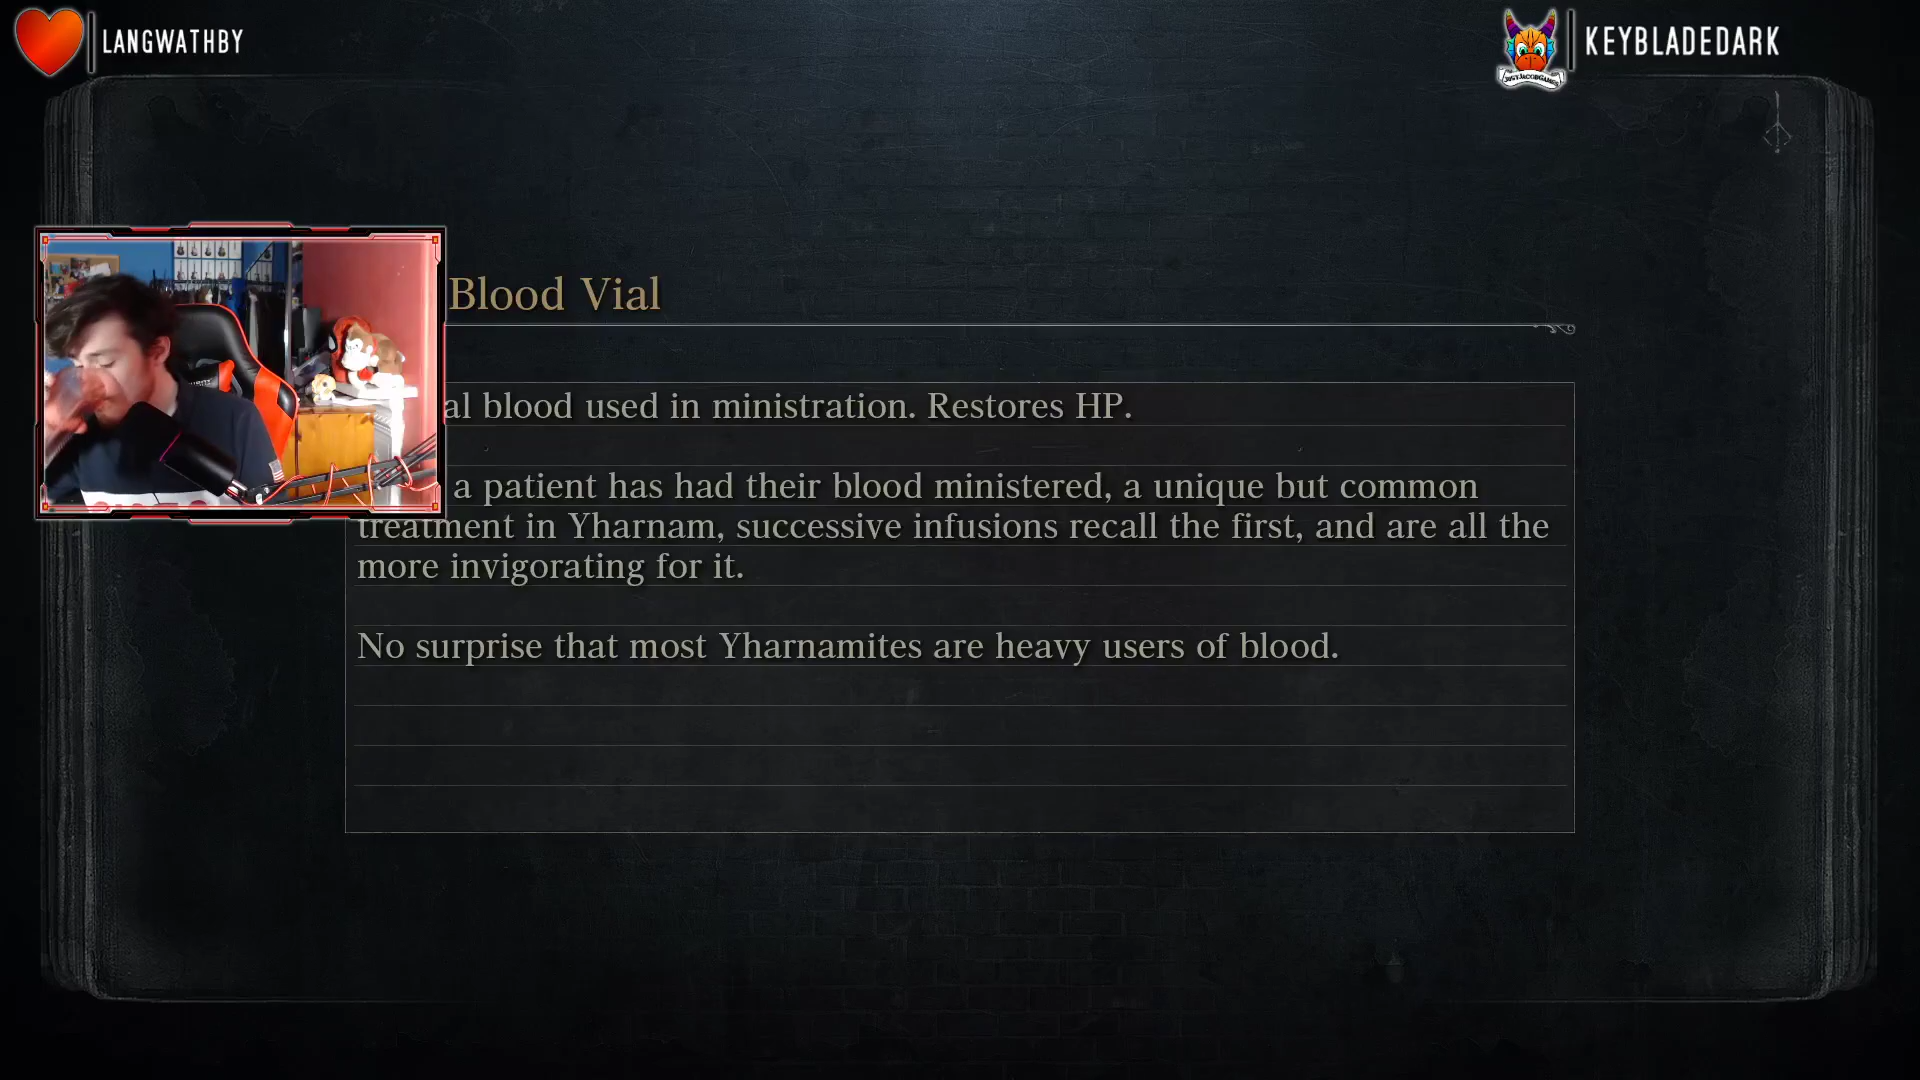 LANGWATHBY
KEYBLADEDARK
JUSTJACOBGAMES
Blood Vial
al blood used in ministration. Restores HP.
a patient has had their blood ministered, a unique but common
treatment in Yharnam, successive infusions recall the first, and are all the
more invigorating for it.
No surprise that most Yharnamites are heavy users of blood.